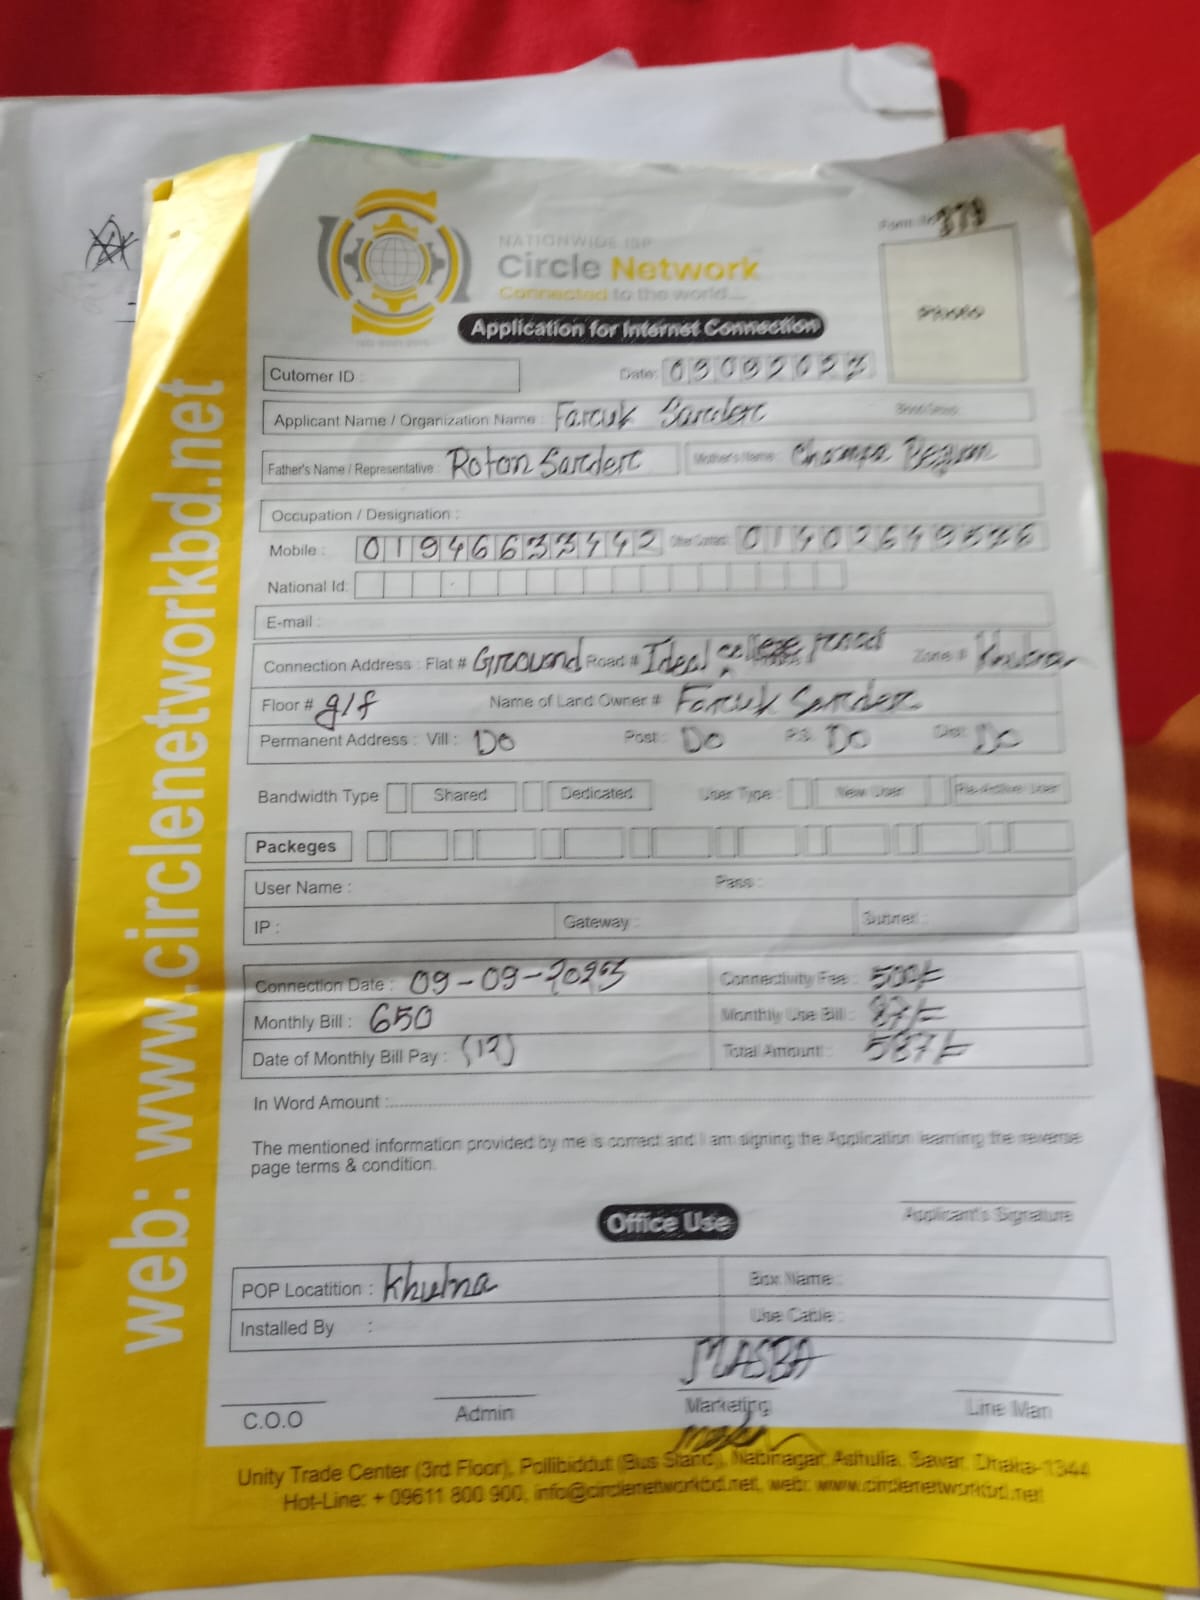 Form No 379
NATIONWIDE ISP
Circle Network
Connected to the world....
Application for Internet Connection
Photo
Cutomer ID :
Date: 09092023
Applicant Name / Organization Name : Faruk Sarder Blood Group:
Father's Name / Representative : Roton Sarder Mother's Name : Champa Begum
Occupation / Designation :
Mobile : 01946633442 Other Contact: 01402649536
National Id:
E-mail :
Connection Address : Flat # Ground Road # Ideal college road Zone # Khulna
Floor # g/f Name of Land Owner # Faruk Sarder
Permanent Address : Vill : Do Post : Do P.S: Do Dist: Do
Bandwidth Type Shared Dedicated User Type : New User Re-Active User
Packeges
User Name : Pass :
IP : Gateway : Subnet :
Connection Date : 09-09-2023 Connectivity Fee : 500/=
Monthly Bill : 650 Monthly Use Bill : 87/=
Date of Monthly Bill Pay : (12) Total Amount : 587/=
In Word Amount :
The mentioned information provided by me is correct and I am signing the Application learning the reverse
page terms & condition.
Applicant's Signature
Office Use
POP Locatition : Khulna Box Name :
Installed By : Use Cable :
MASBA
C.O.O Admin Marketing Line Man
Unity Trade Center (3rd Floor), Pollibiddut (Bus Stand), Nabinagar, Ashulia, Savar, Dhaka-1344
Hot-Line: + 09611 800 900, info@circlenetworkbd.net, web: www.circlenetworkbd.net
web: www.circlenetworkbd.net